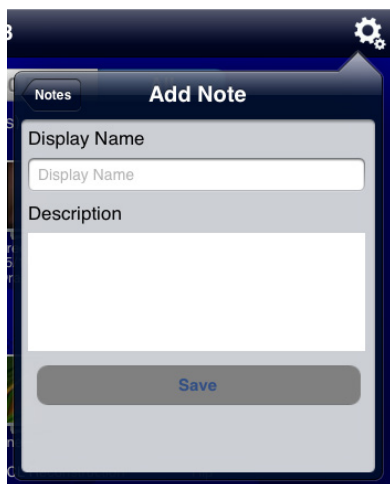 Add Note
Notes
Display Name
Display Name
Description
Save